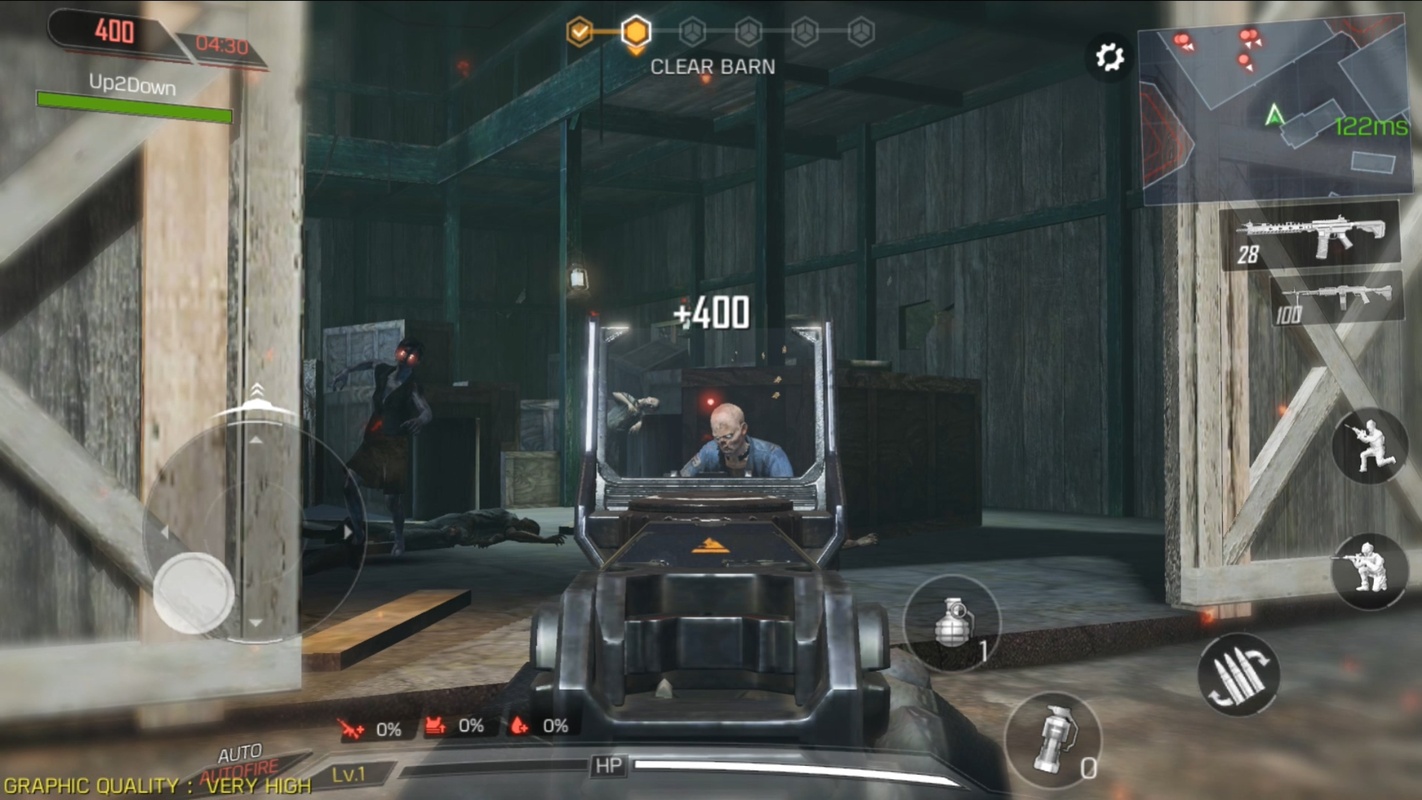 400
04:30
Up2Down
CLEAR BARN
122ms
28
100
+400
1
0
0%
0%
0%
AUTO
AUTOFIRE
Lv.1
HP
GRAPHIC QUALITY : VERY HIGH